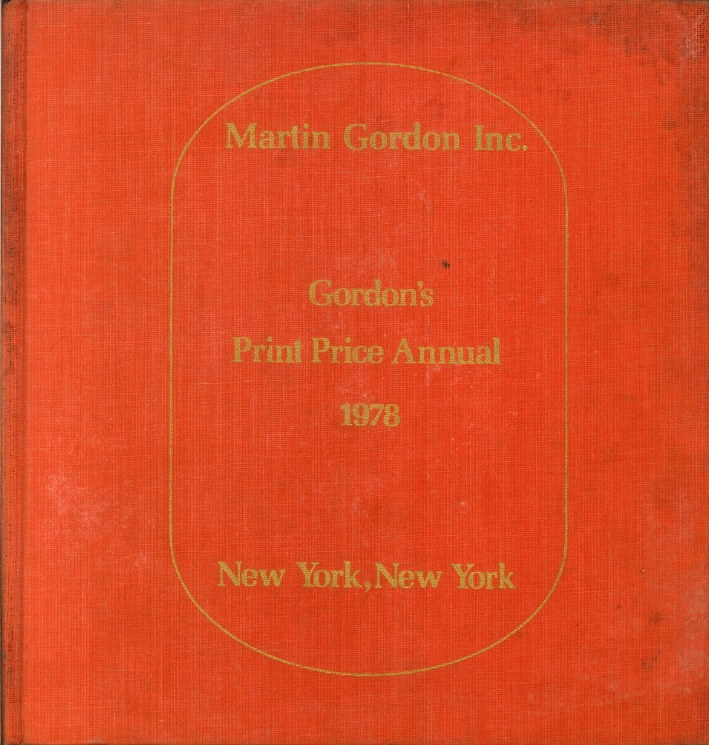 Martin Gordon Inc.
Gordon's
Print Price Annual
1978
New York, New York